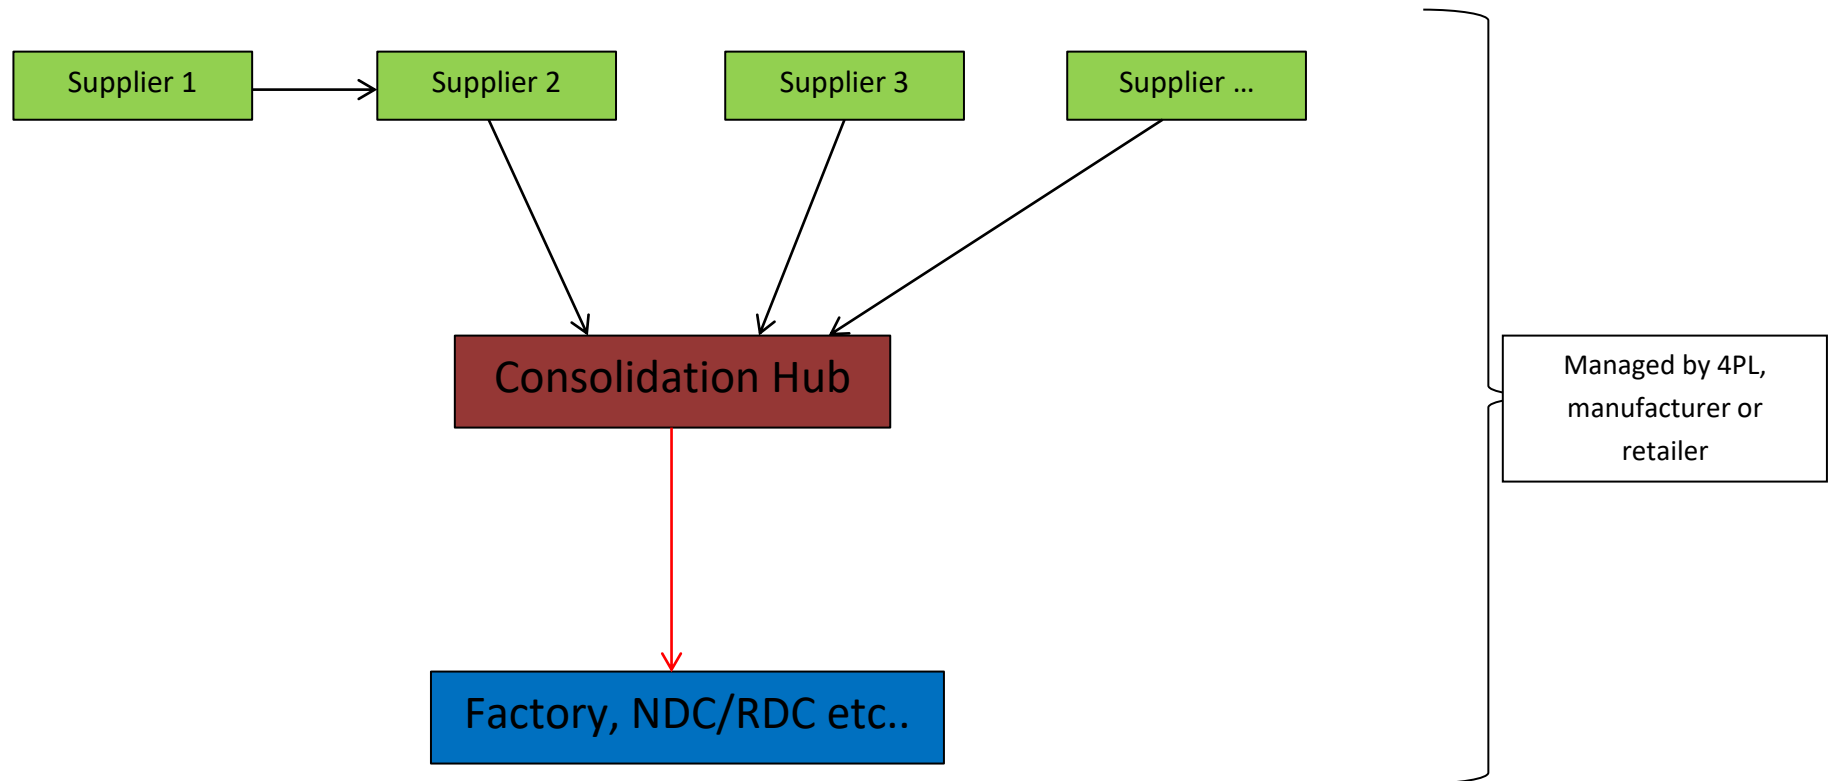 Supplier 1
Supplier 2
Supplier 3
Supplier ...
Consolidation Hub
Managed by 4PL,
manufacturer or
retailer
Factory, NDC/RDC etc..